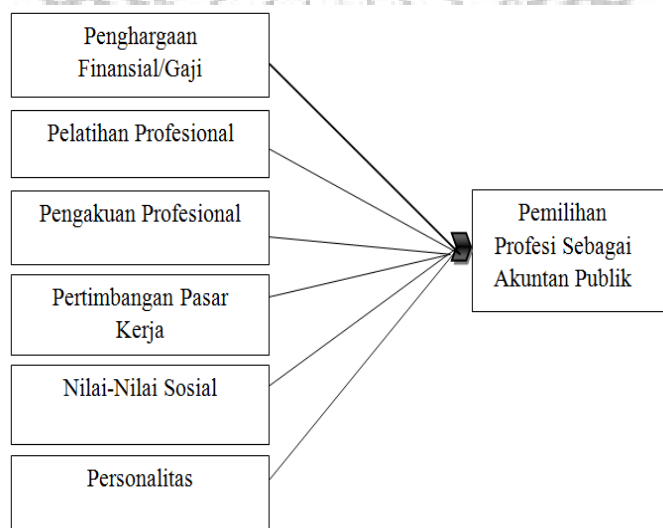 Penghargaan
Finansial/Gaji
Pelatihan Profesional
Pengakuan Profesional
Pertimbangan Pasar
Kerja
Nilai-Nilai Sosial
Personalitas
Pemilihan
Profesi Sebagai
Akuntan Publik